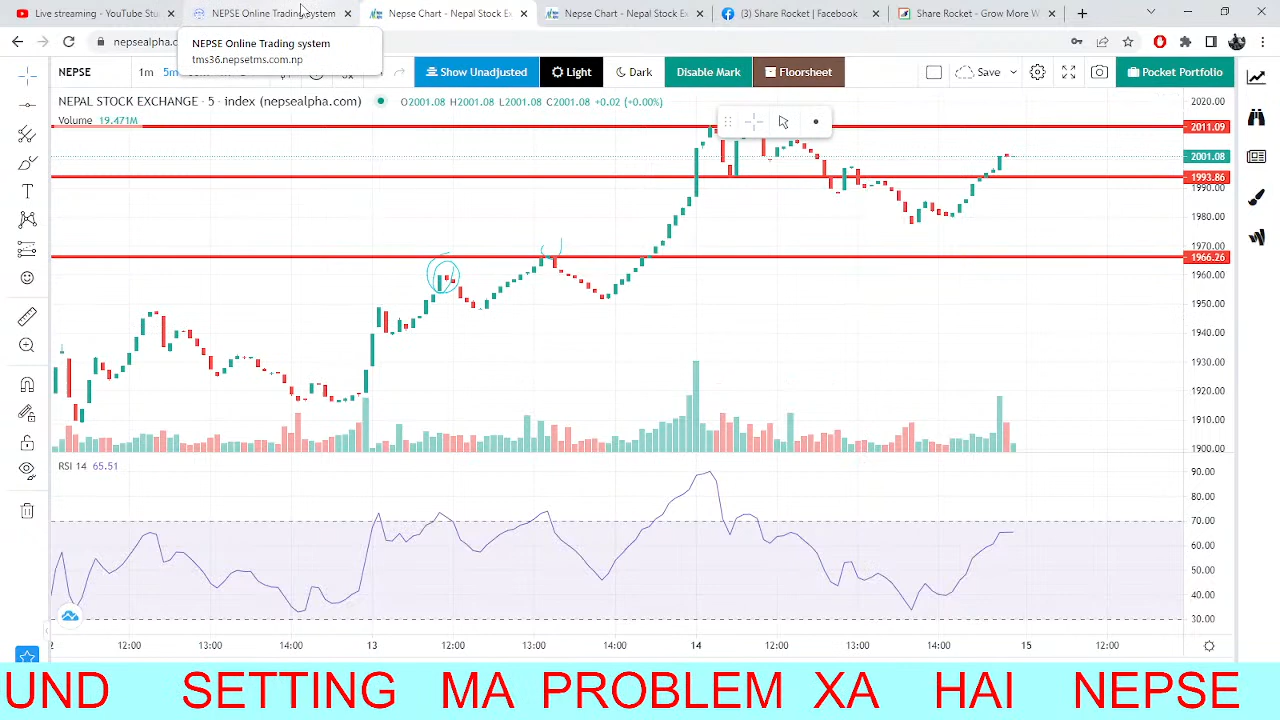 Live streaming - YouTube Stu
NEPSE Online Trading system
Nepse Chart - Nepal Stock Ex
Nepse Chart - Nepal Stock Ex
(3) Share Rocket | Facebook
Share Rocket - Grow More W
nepsealpha.c
NEPSE Online Trading system
tms36.nepsetms.com.np
NEPSE
1m
5m
Show Unadjusted
Light
Dark
Disable Mark
Floorsheet
Save
Pocket Portfolio
NEPAL STOCK EXCHANGE · 5 · index (nepsealpha.com)
O2001.08 H2001.08 L2001.08 C2001.08 +0.02 (+0.00%)
Volume 19.471M
2020.00
2011.09
2001.08
1993.86
1990.00
1980.00
1970.00
1966.26
1960.00
1950.00
1940.00
1930.00
1920.00
1910.00
1900.00
RSI 14 65.51
90.00
80.00
70.00
60.00
50.00
40.00
30.00
2 12:00 13:00 14:00 13 12:00 13:00 14:00 14 12:00 13:00 14:00 15 12:00
UND SETTING MA PROBLEM XA HAI NEPSE